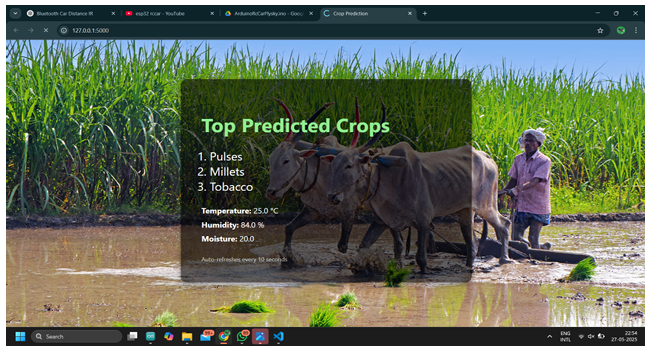 Bluetooth Car Distance IR
esp32 rccar - YouTube
ArduinoRcCarFlysky.ino - Goog
Crop Prediction
127.0.0.1:5000
Top Predicted Crops
1. Pulses
2. Millets
3. Tobacco
Temperature: 25.0 °C
Humidity: 84.0 %
Moisture: 20.0
Auto-refreshes every 10 seconds
Search
ENG
INTL
22:54
27-05-2025